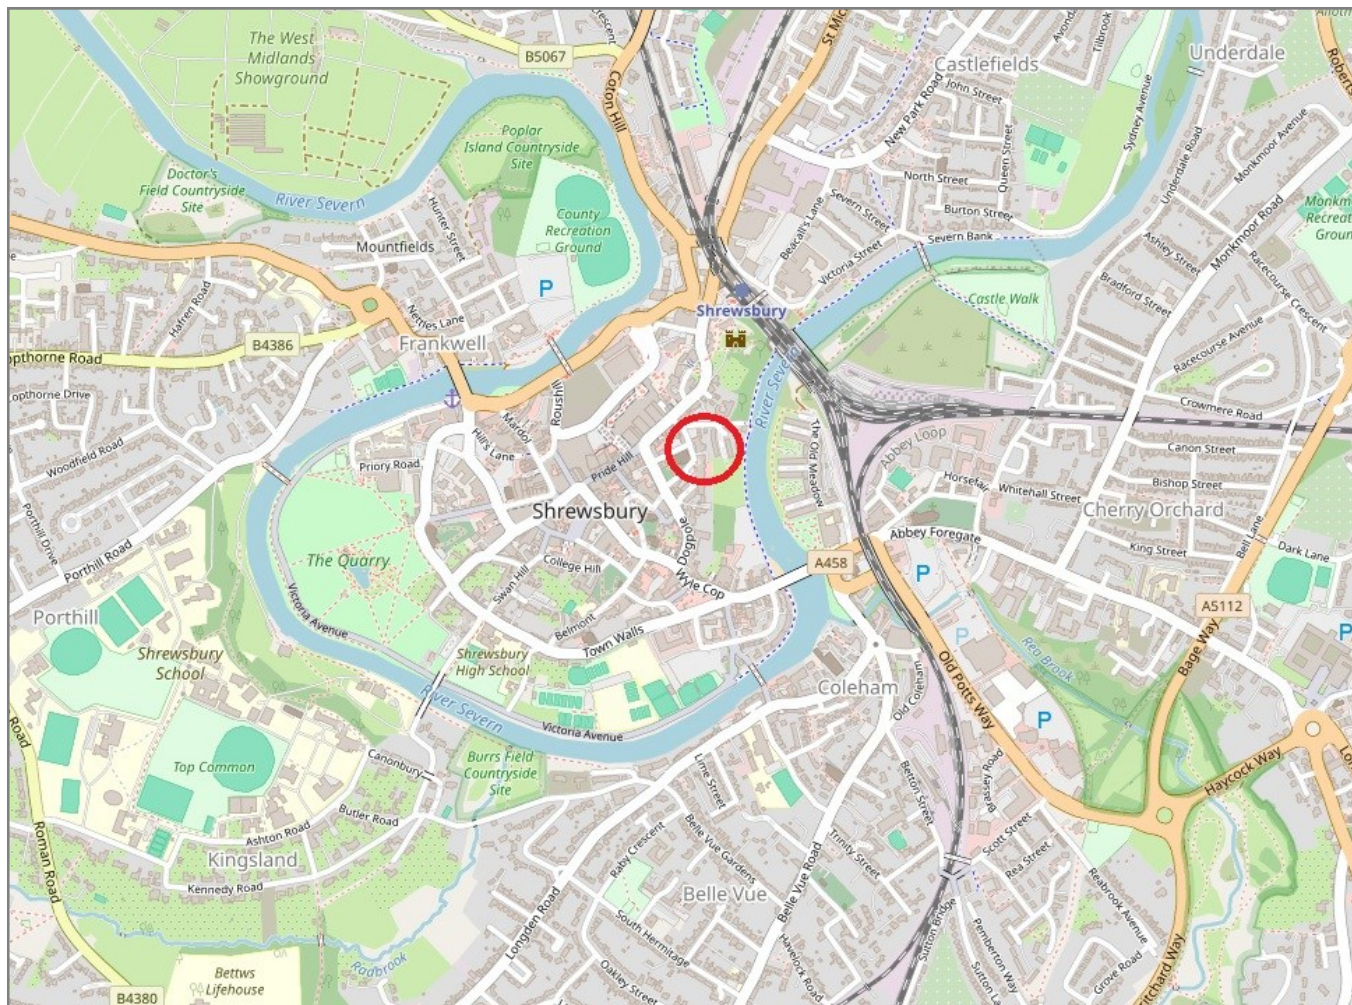 The West
Midlands
Showground
B5067
Coton Hill
Castlefields
Underdale
John Street
New Park Road
Queen Street
Sydney Avenue
Underdale Road
Monkmoor Avenue
Monkmoor Road
Poplar
Island Countryside
Site
Doctor's
Field Countryside
Site
River Severn
Hunter Street
Mountfields
County
Recreation
Ground
North Street
Burton Street
Severn Street
Severn Bank
Beacall's Lane
Victoria Street
Ashley Street
Bradford Street
Racecourse Crescent
Racecourse Avenue
Castle Walk
P
Hafren Road
Nettles Lane
Frankwell
B4386
Shrewsbury
River Severn
Crowmere Road
Canon Street
Bishop Street
Abbey Loop
The Old Meadow
Horsefair
Whitehall Street
Cherry Orchard
King Street
Bell Lane
Dark Lane
Abbey Foregate
Woodfield Road
Copthorne Drive
Porthill Drive
Porthill Road
Priory Road
Hill's Lane
Mardol
Roushill
Pride Hill
Shrewsbury
Dogpole
Wyle Cop
College Hill
Swan Hill
Belmont
Town Walls
The Quarry
Victoria Avenue
A458
P
P
P
P
A5112
Bage Way
Rea Brook
Old Potts Way
Porthill
Shrewsbury
School
Shrewsbury
High School
River Severn
Victoria Avenue
Coleham
Old Coleham
Top Common
Canonbury
Burrs Field
Countryside
Site
Butler Road
Ashton Road
Kingsland
Kennedy Road
Roman Road
Lime Street
Betton Street
Brassey Road
Haycock Way
Raby Crescent
Belle Vue Gardens
Trinity Street
Scott Street
Rea Street
Reabrook Avenue
Belle Vue
Belle Vue Road
Longden Road
South Hermitage
Oakley Street
Havelock Road
Sutton Bridge
Pemberton Way
Grove Road
Radbrook
Bettws
Lifehouse
B4380